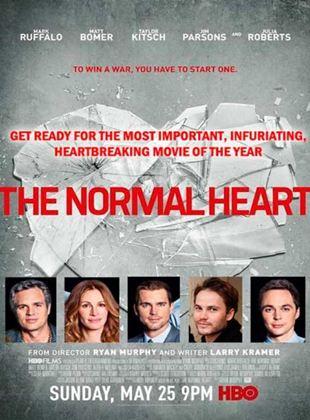 MARK RUFFALO MATT BOMER TAYLOR KITSCH JIM PARSONS AND JULIA ROBERTS
TO WIN A WAR, YOU HAVE TO START ONE.
GET READY FOR THE MOST IMPORTANT, INFURIATING,
HEARTBREAKING MOVIE OF THE YEAR
THE NORMAL HEART
FROM DIRECTOR RYAN MURPHY AND WRITER LARRY KRAMER
HBO FILMS
SUNDAY, MAY 25 9PM HBO